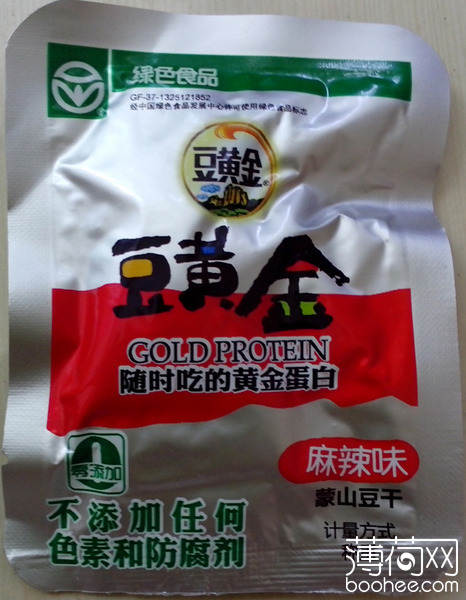 绿色食品
GF-37-1325121852
经中国绿色食品发展中心许可使用绿色食品标志
豆黄金
豆黄金
GOLD PROTEIN
随时吃的黄金蛋白
零添加
麻辣味
蒙山豆干
不添加任何
色素和防腐剂
计量方式
薄荷
boohee.com